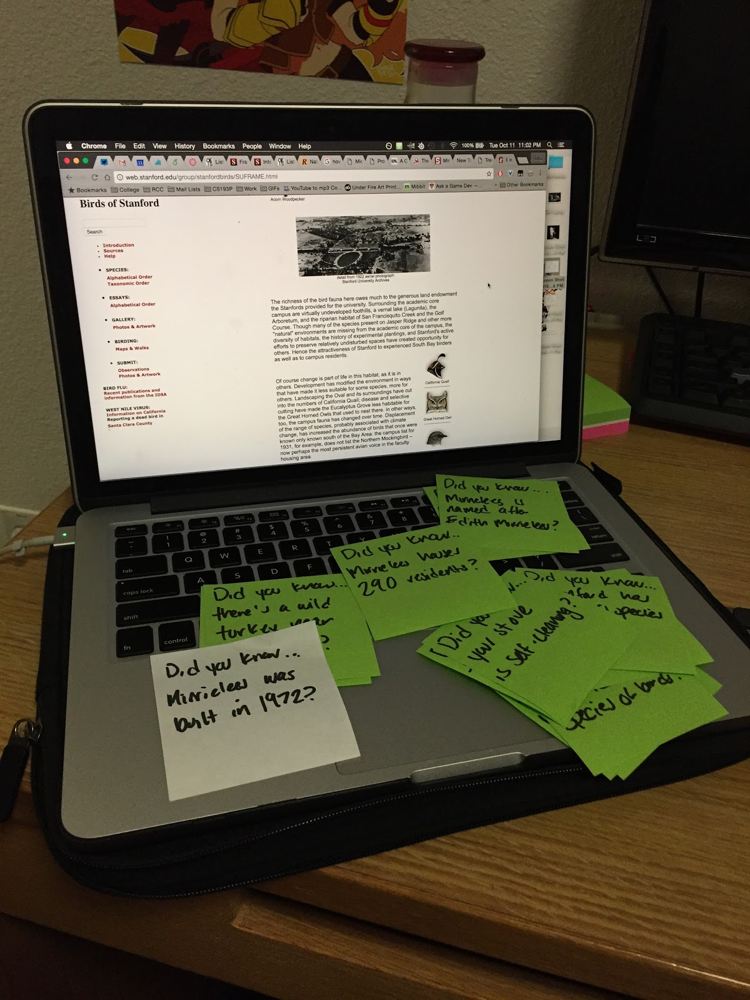 Chrome File Edit View History Bookmarks People Window Help 100% Tue Oct 11 11:02 PM
web.stanford.edu/group/stanfordbirds/SUFRAME.html
Bookmarks College RCC Mail Lists CS193P Work GIFs YouTube to mp3 Co... Under Fire Art Print... Mibbit Ask a Game Dev — ... » Other Bookmarks
Birds of Stanford
Search
Introduction
Sources
Help
SPECIES:
Alphabetical Order
Taxonomic Order
ESSAYS:
Alphabetical Order
GALLERY:
Photos & Artwork
BIRDING:
Maps & Walks
SUBMIT:
Observations
Photos & Artwork
BIRD FLU:
Recent publications and
information from the IDSA
WEST NILE VIRUS:
Information on California
Reporting a dead bird in
Santa Clara County
Acorn Woodpecker
detail from 1922 aerial photograph
Stanford University Archives
The richness of the bird fauna here owes much to the generous land endowment
the Stanfords provided for the university. Surrounding the academic core
campus are virtually undeveloped foothills, a vernal lake (Lagunita), the
Arboretum, and the riparian habitat of San Francisquito Creek and the Golf
Course. Though many of the species present on Jasper Ridge and other more
"natural" environments are missing from the academic core of the campus, the
diversity of habitats, the history of experimental plantings, and Stanford's active
efforts to preserve relatively undisturbed spaces have created opportunity for
others. Hence the attractiveness of Stanford to experienced South Bay birders
as well as to campus residents.
Of course change is part of life in this habitat, as it is in
others. Development has modified the environment in ways
that have made it less suitable for some species, more for
others. Landscaping the Oval and its surroundings have cut
into the numbers of California Quail; disease and selective
cutting have made the Eucalyptus Grove less habitable for
the Great Horned Owls that used to nest there. In other ways,
too, the campus fauna has changed over time. Displacement
of the range of species, probably associated with climate
change, has increased the abundance of birds that once were
known only known south of the Bay Area: the campus list for
1931, for example, does not list the Northern Mockingbird --
now perhaps the most persistent avian voice in the faculty
housing area.
California Quail
Great Horned Owl
Did you know...
Mirrielees is
named after
Edith Mirrielees?
Did you know...
Mirrielees houses
290 residents?
Did you know...
there's a wild
turkey near
?
Did you know...
Mirrielees was
built in 1972?
Did you
your stove
is self-cleaning?
Did you know...
nford has
species
species of birds?
esc
tab
caps lock
shift
fn
control
! 1
@ 2
# 3
$ 4
% 5
^ 6
& 7
* 8
Q W E R T Y
A S D F
delete
enter
return
shift